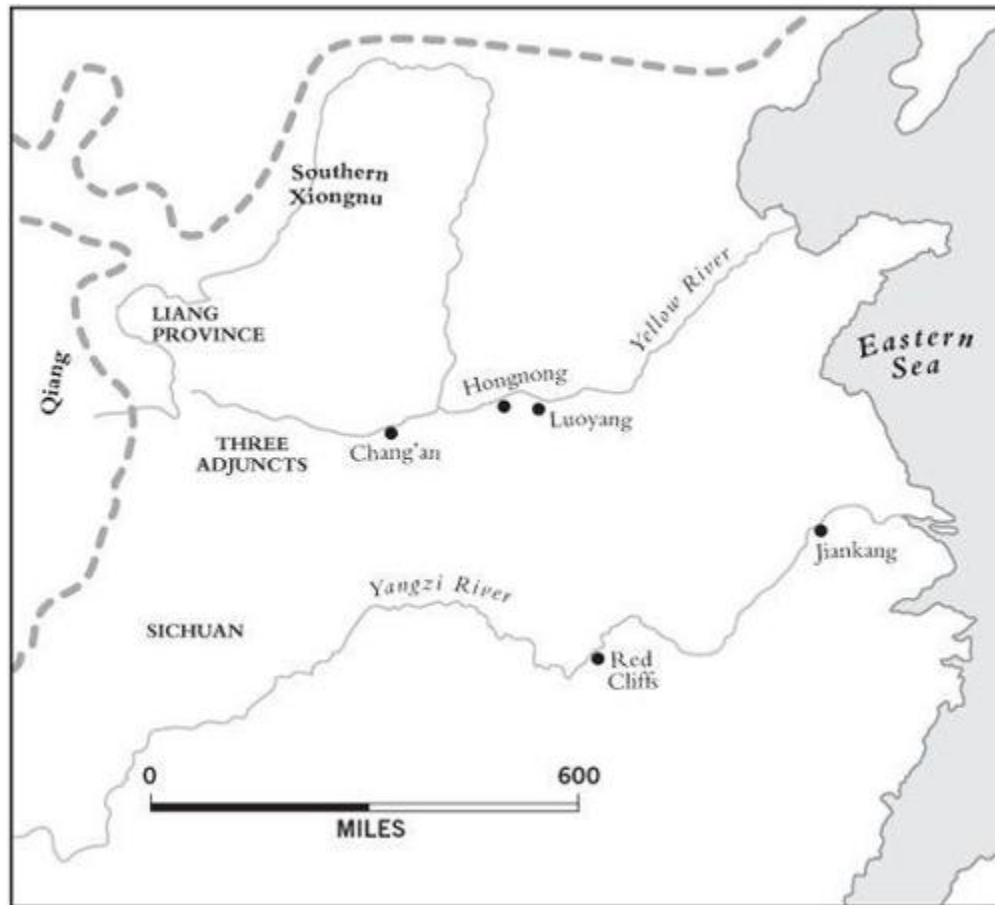 Southern
Xiongnu
LIANG
PROVINCE
Yellow River
Eastern
Sea
Qiang
Hongnong
Luoyang
THREE
ADJUNCTS
Chang'an
Jiankang
Yangzi River
SICHUAN
Red
Cliffs
0
600
MILES